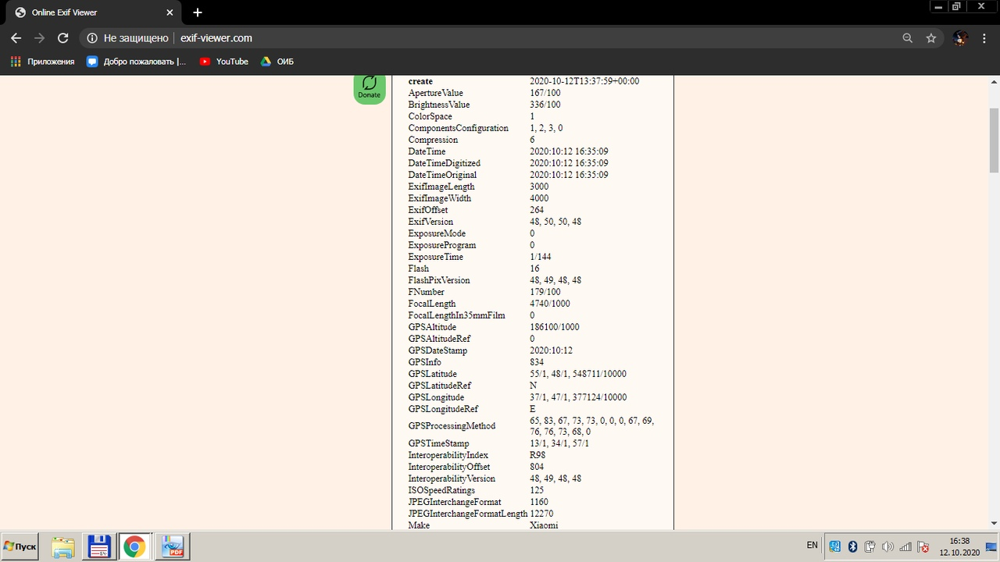 Online Exif Viewer
Не защищено exif-viewer.com
Приложения Добро пожаловать |... YouTube ОИБ
Donate
create 2020-10-12T13:37:59+00:00
ApertureValue 167/100
BrightnessValue 336/100
ColorSpace 1
ComponentsConfiguration 1, 2, 3, 0
Compression 6
DateTime 2020:10:12 16:35:09
DateTimeDigitized 2020:10:12 16:35:09
DateTimeOriginal 2020:10:12 16:35:09
ExifImageLength 3000
ExifImageWidth 4000
ExifOffset 264
ExifVersion 48, 50, 50, 48
ExposureMode 0
ExposureProgram 0
ExposureTime 1/144
Flash 16
FlashPixVersion 48, 49, 48, 48
FNumber 179/100
FocalLength 4740/1000
FocalLengthIn35mmFilm 0
GPSAltitude 186100/1000
GPSAltitudeRef 0
GPSDateStamp 2020:10:12
GPSInfo 834
GPSLatitude 55/1, 48/1, 548711/10000
GPSLatitudeRef N
GPSLongitude 37/1, 47/1, 377124/10000
GPSLongitudeRef E
GPSProcessingMethod 65, 83, 67, 73, 73, 0, 0, 0, 67, 69,
76, 76, 73, 68, 0
GPSTimeStamp 13/1, 34/1, 57/1
InteroperabilityIndex R98
InteroperabilityOffset 804
InteroperabilityVersion 48, 49, 48, 48
ISOSpeedRatings 125
JPEGInterchangeFormat 1160
JPEGInterchangeFormatLength 12270
Make Xiaomi
Пуск 64 PDF EN 16:38
12.10.2020